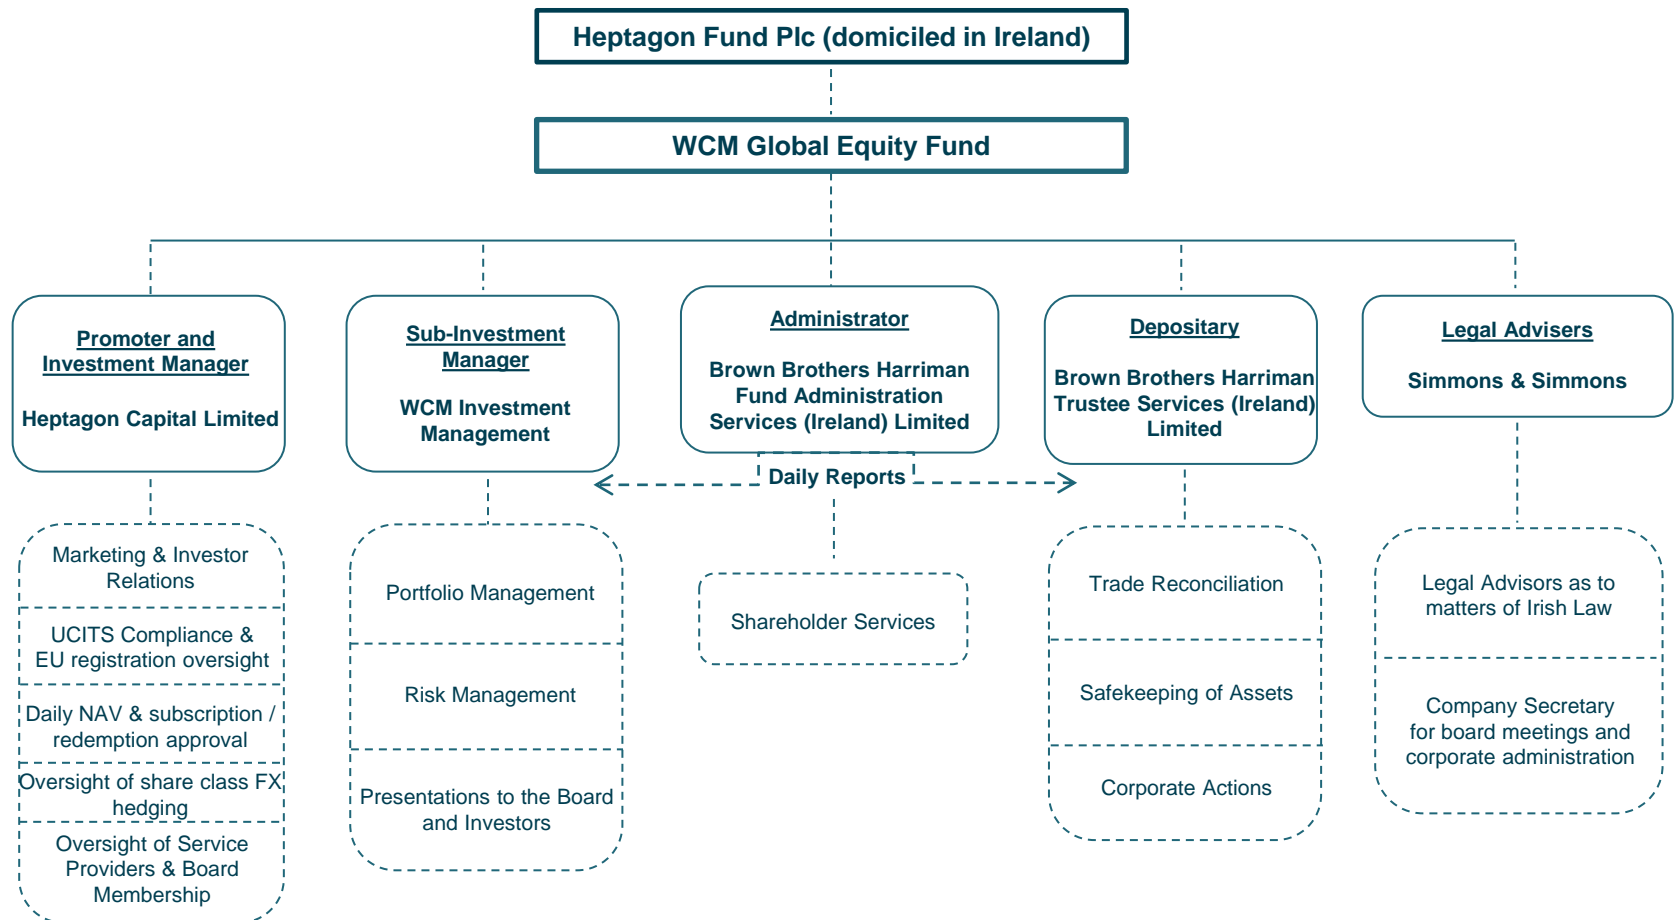 Heptagon Fund Plc (domiciled in Ireland)
WCM Global Equity Fund
Promoter and
Investment Manager
Heptagon Capital Limited
Sub-Investment
Manager
WCM Investment
Management
Administrator
Brown Brothers Harriman
Fund Administration
Services (Ireland) Limited
Depositary
Brown Brothers Harriman
Trustee Services (Ireland)
Limited
Legal Advisers
Simmons & Simmons
Daily Reports
Marketing & Investor
Relations
UCITS Compliance &
EU registration oversight
Daily NAV & subscription /
redemption approval
Oversight of share class FX
hedging
Oversight of Service
Providers & Board
Membership
Portfolio Management
Risk Management
Presentations to the Board
and Investors
Shareholder Services
Trade Reconciliation
Safekeeping of Assets
Corporate Actions
Legal Advisors as to
matters of Irish Law
Company Secretary
for board meetings and
corporate administration